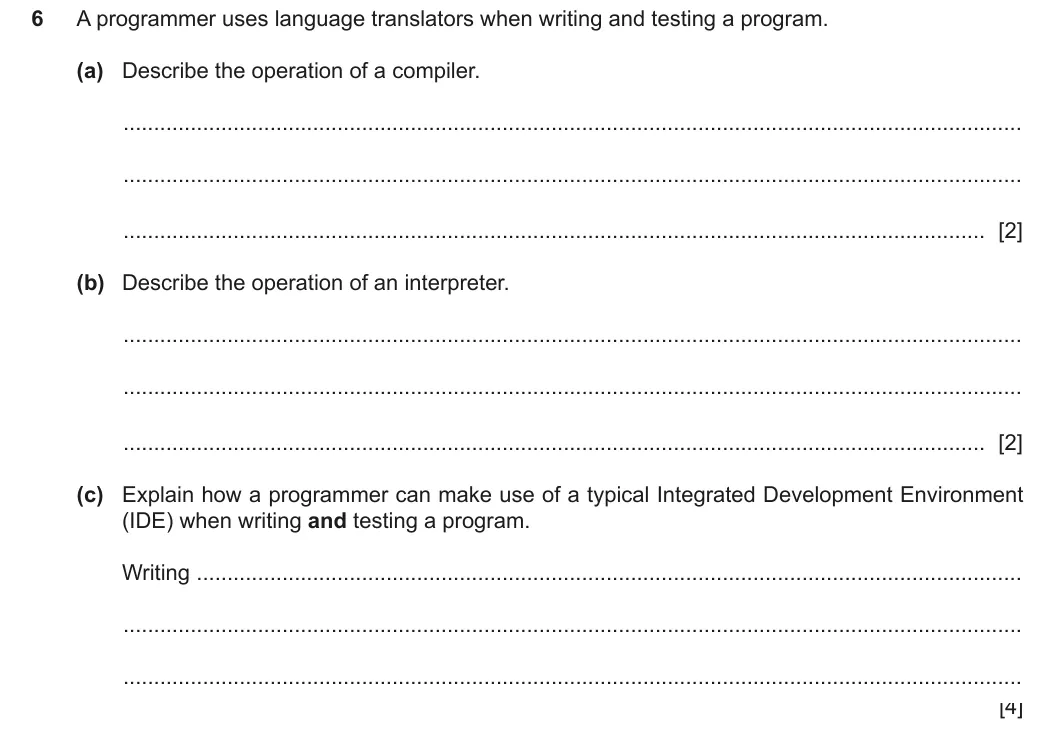 6 A programmer uses language translators when writing and testing a program.
(a) Describe the operation of a compiler.
[2]
(b) Describe the operation of an interpreter.
[2]
(c) Explain how a programmer can make use of a typical Integrated Development Environment
(IDE) when writing and testing a program.
Writing
[4]